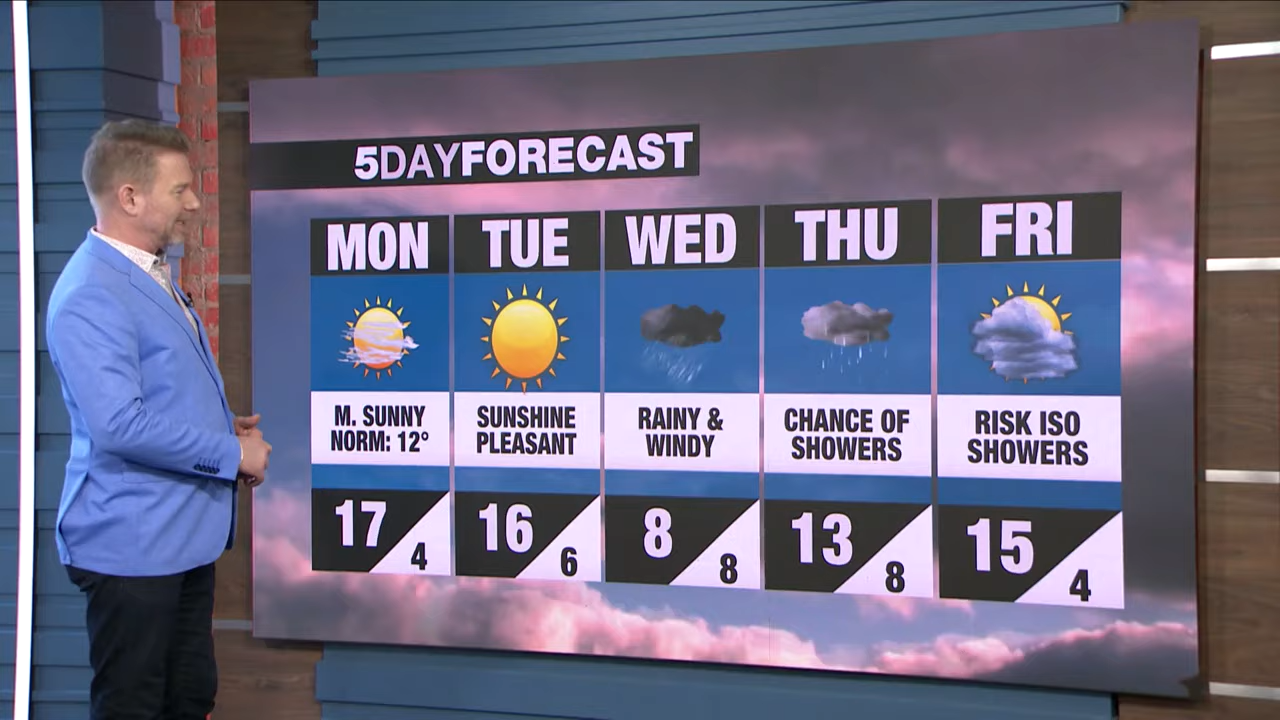 5DAYFORECAST
MON
TUE
WED
THU
FRI
M. SUNNY
NORM: 12°
SUNSHINE
PLEASANT
RAINY &
WINDY
CHANCE OF
SHOWERS
RISK ISO
SHOWERS
17
4
16
6
8
8
13
8
15
4